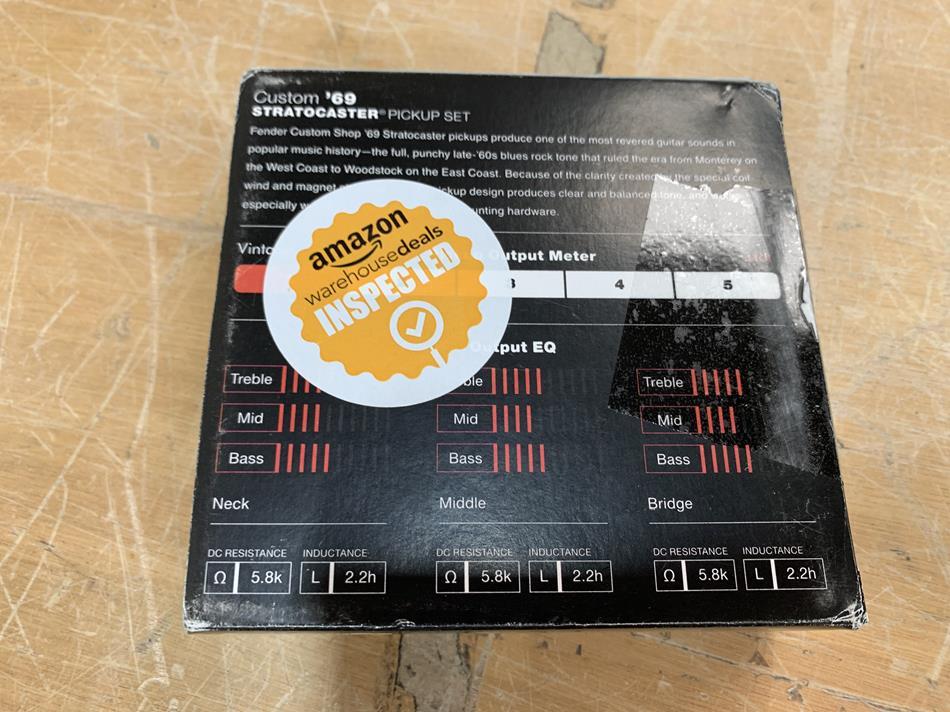 Custom '69
STRATOCASTER® PICKUP SET
Fender Custom Shop '69 Stratocaster pickups produce one of the most revered guitar sounds in
popular music history—the full, punchy late-'60s blues rock tone that ruled the era from Monterey on
the West Coast to Woodstock on the East Coast. Because of the clarity created by the special coil
wind and magnet pickup design produces clear and balanced tone, and
especially mounting hardware.
amazon
warehousedeals
INSPECTED
Output Meter
3 4 5
Output EQ
Treble Treble
Mid Mid Mid
Bass Bass Bass
Neck Middle Bridge
DC RESISTANCE INDUCTANCE DC RESISTANCE INDUCTANCE DC RESISTANCE INDUCTANCE
Ω 5.8k L 2.2h Ω 5.8k L 2.2h Ω 5.8k L 2.2h